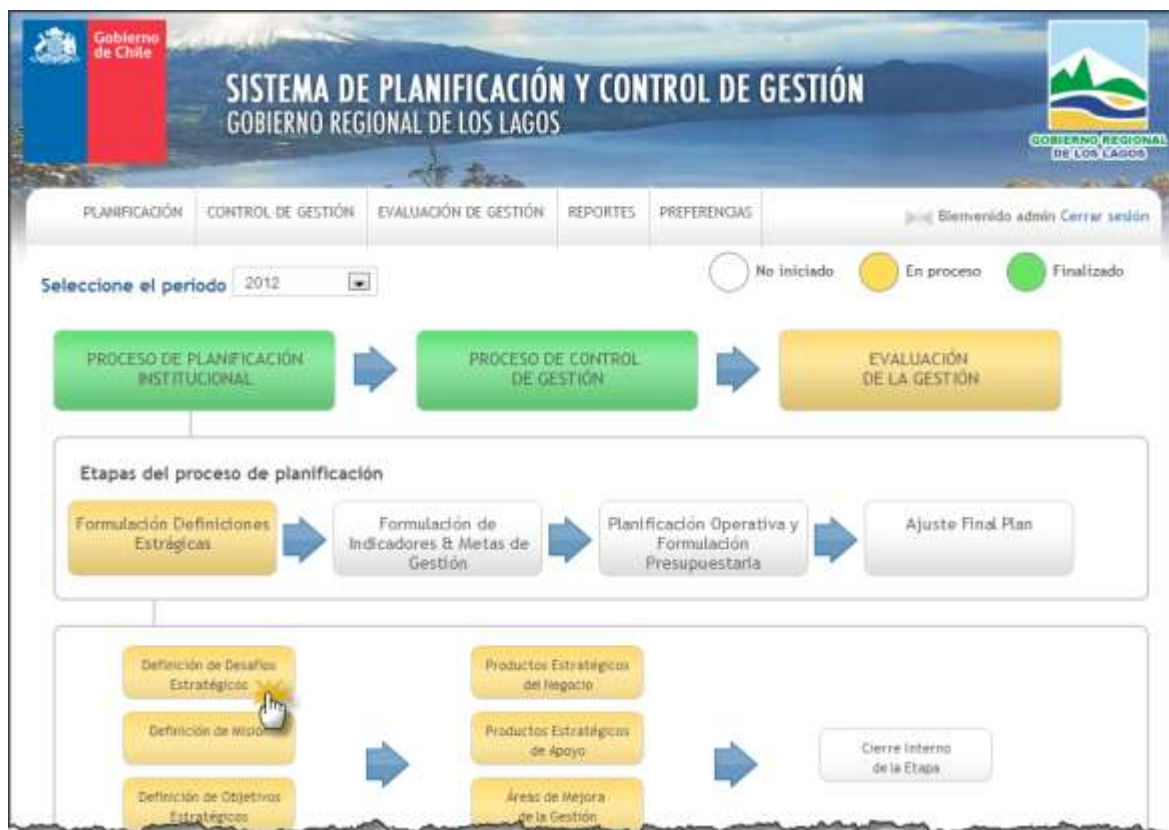 Gobierno
de Chile
SISTEMA DE PLANIFICACIÓN Y CONTROL DE GESTIÓN
GOBIERNO REGIONAL DE LOS LAGOS
GOBIERNO REGIONAL
DE LOS LAGOS
PLANIFICACIÓN CONTROL DE GESTIÓN EVALUACIÓN DE GESTIÓN REPORTES PREFERENCIAS Bienvenido admin Cerrar sesión
Seleccione el período 2012 No iniciado En proceso Finalizado
PROCESO DE PLANIFICACIÓN
INSTITUCIONAL
PROCESO DE CONTROL
DE GESTIÓN
EVALUACIÓN
DE LA GESTIÓN
Etapas del proceso de planificación
Formulación Definiciones
Estrágicas
Formulación de
Indicadores & Metas de
Gestión
Planificación Operativa y
Formulación
Presupuestaria
Ajuste Final Plan
Definición de Desafíos
Estratégicos
Definición de Misión
Definición de Objetivos
Estratégicos
Productos Estratégicos
del Negocio
Productos Estratégicos
de Apoyo
Áreas de Mejora
de la Gestión
Cierre Interno
de la Etapa